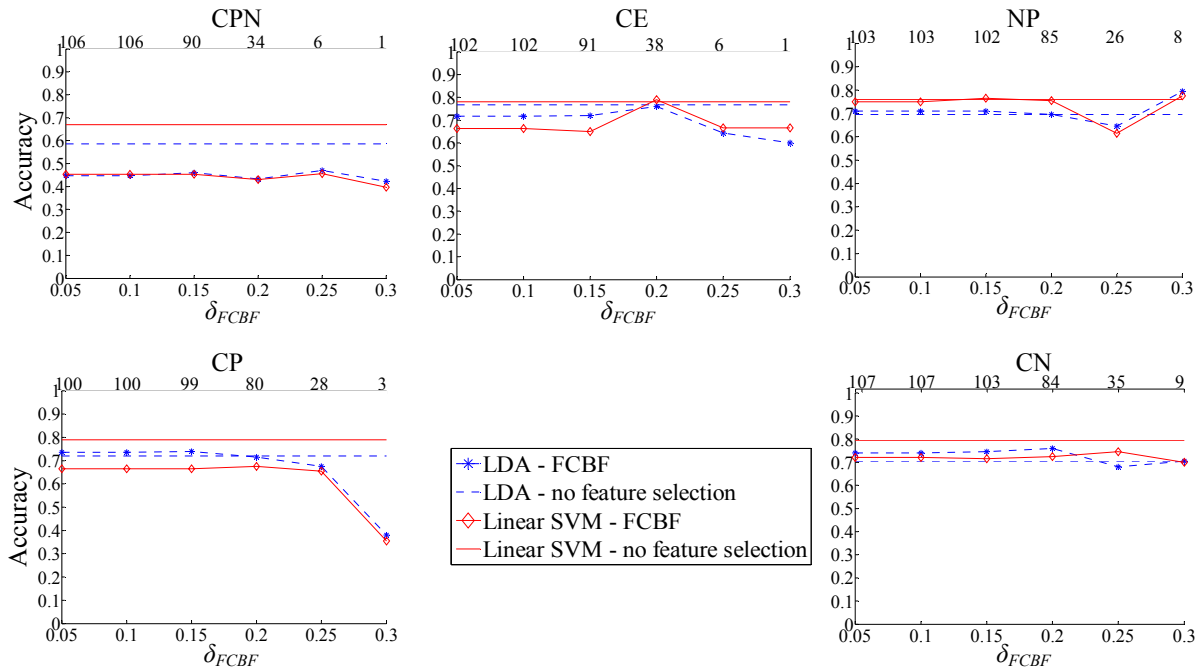 CPN
106 106 90 34 6 1
1
0.9
0.8
0.7
0.6
0.5
0.4
0.3
0.2
0.1
0
Accuracy
0.05 0.1 0.15 0.2 0.25 0.3
δFCBF
CE
102 102 91 38 6 1
1
0.9
0.8
0.7
0.6
0.5
0.4
0.3
0.2
0.1
0
0.05 0.1 0.15 0.2 0.25 0.3
δFCBF
NP
103 103 102 85 26 8
1
0.9
0.8
0.7
0.6
0.5
0.4
0.3
0.2
0.1
0
0.05 0.1 0.15 0.2 0.25 0.3
δFCBF
CP
100 100 99 80 28 3
1
0.9
0.8
0.7
0.6
0.5
0.4
0.3
0.2
0.1
0
Accuracy
0.05 0.1 0.15 0.2 0.25 0.3
δFCBF
LDA - FCBF
LDA - no feature selection
Linear SVM - FCBF
Linear SVM - no feature selection
CN
107 107 103 84 35 9
1
0.9
0.8
0.7
0.6
0.5
0.4
0.3
0.2
0.1
0
0.05 0.1 0.15 0.2 0.25 0.3
δFCBF